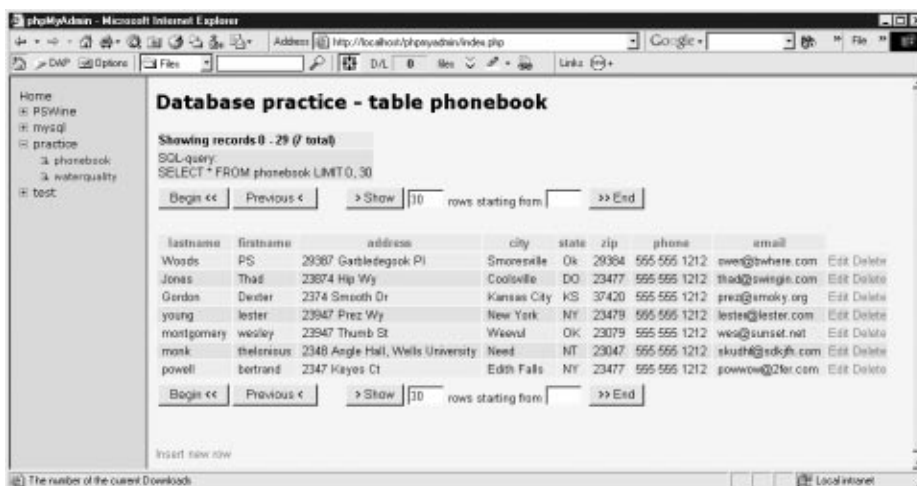 phpMyAdmin - Microsoft Internet Explorer
Address http://localhost/phpmyadmin/index.php Google File
DAP Options Files D/L 0 files Links
Home
PSWine
mysql
practice
phonebook
waterquality
test
Database practice - table phonebook
Showing records 0 - 29 (7 total)
SQL-query:
SELECT * FROM phonebook LIMIT 0, 30
Begin << Previous < > Show 30 rows starting from >> End
lastname firstname address city state zip phone email
Woods PS 29387 Garbledegook Pl Smoresville Ok 29384 555 555 1212 Edit Delete
Jones Thad 23874 Hip Wy Coolsville DO 23477 555 555 1212 thad@swingin.com Edit Delete
Gordon Dexter 2374 Smooth Dr Kansas City KS 37420 555 555 1212 prez@smoky.org Edit Delete
young lester 23947 Prez Wy New York NY 23479 555 555 1212 lester@lester.com Edit Delete
montgomery wesley 23947 Thumb St Weevul OK 23079 555 555 1212 wes@sunset.net Edit Delete
monk thelonious 2348 Angle Hall, Wells University Need NT 23047 555 555 1212 Edit Delete
powell bertrand 2347 Keyes Ct Edith Falls NY 23477 555 555 1212 powwow@2fer.com Edit Delete
Begin << Previous < > Show 30 rows starting from >> End
Insert new row
The number of the current Downloads Local intranet